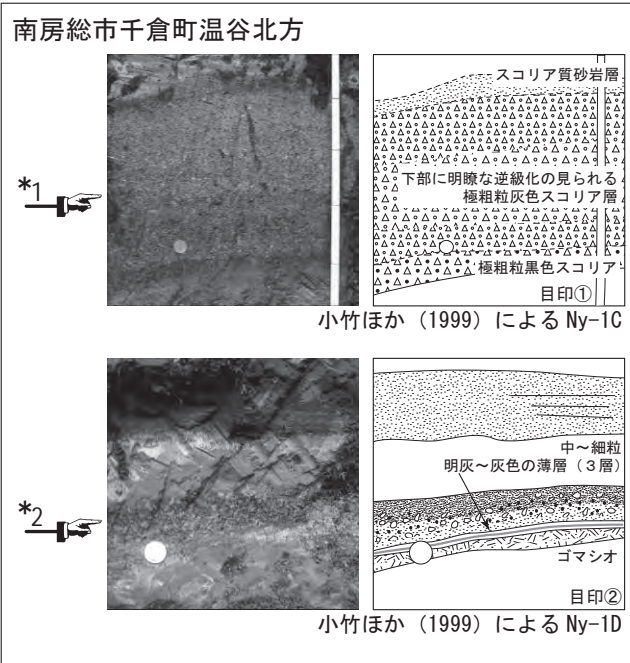 南房総市千倉町温谷北方
スコリア質砂岩層
*1
下部に明瞭な逆級化の見られる
極粗粒灰色スコリア層
極粗粒黒色スコリア
目印①
小竹ほか（1999）によるNy-1C
中～細粒
明灰～灰色の薄層（３層）
*2
ゴマシオ
目印②
小竹ほか（1999）によるNy-1D